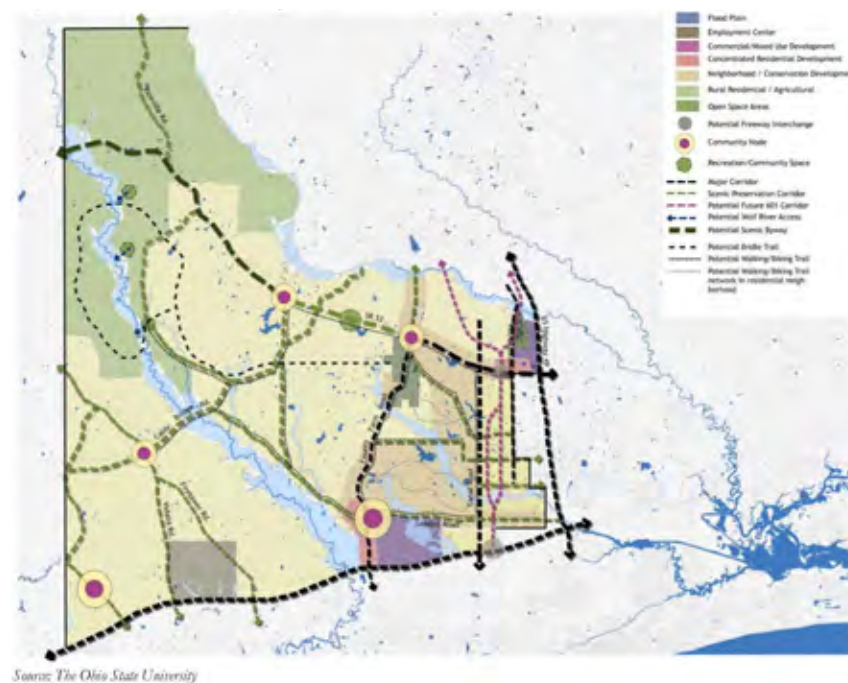 Flood Plain
Employment Center
Commercial/Mixed Use Development
Concentrated Residential Development
Neighborhood / Conservation Developme
Rural Residential / Agricultural
Open Space Areas
Potential Freeway Interchange
Community Node
Recreation/Community Space
Major Corridor
Scenic Preservation Corridor
Potential Future 601 Corridor
Potential Wolf River Access
Potential Scenic Byway
Potential Bridle Trail
Potential Walking/Biking Trail
Potential Walking/Biking Trail
network in residential neigh
borhood
Source: The Ohio State University